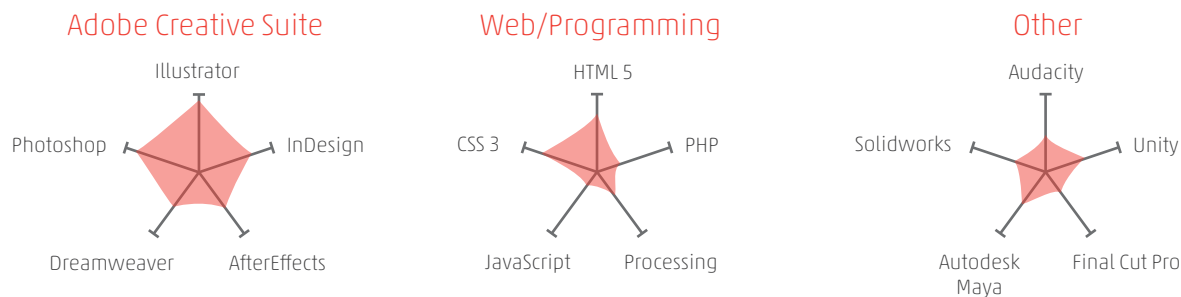 Adobe Creative Suite
Illustrator
Photoshop
InDesign
Dreamweaver
AfterEffects
Web/Programming
HTML 5
CSS 3
PHP
JavaScript
Processing
Other
Audacity
Solidworks
Unity
Autodesk
Maya
Final Cut Pro